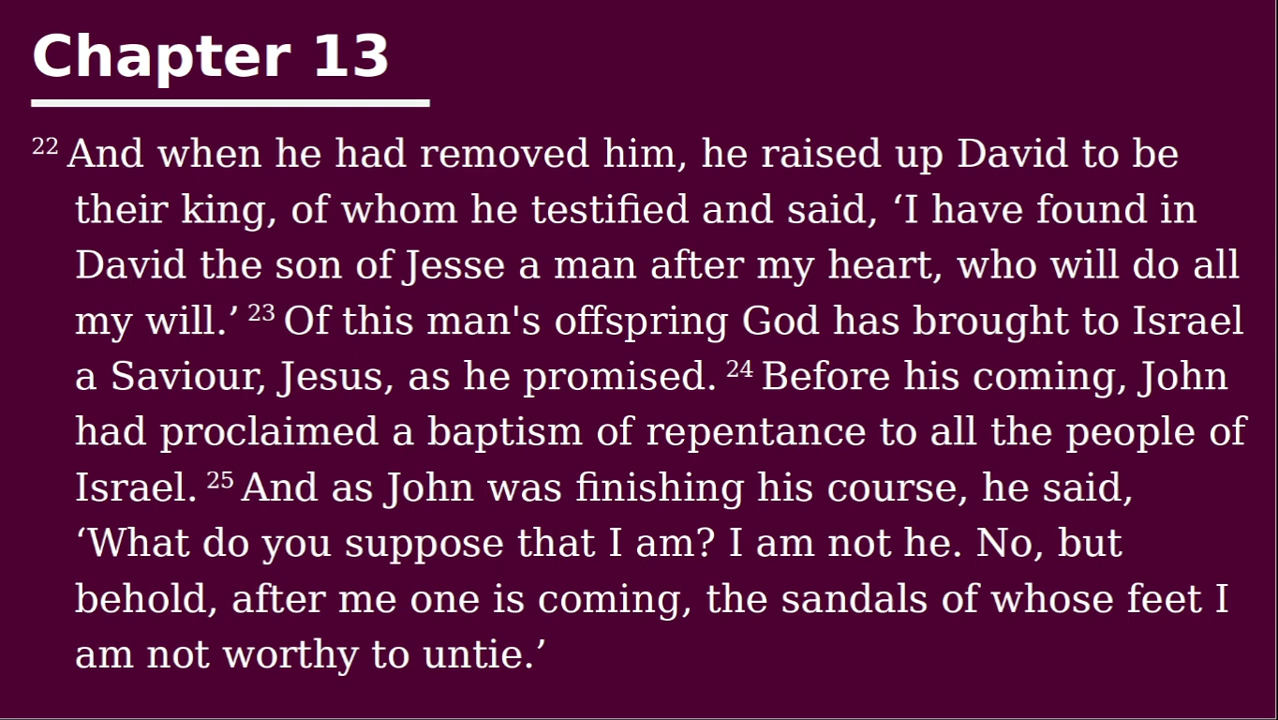 Chapter 13
22 And when he had removed him, he raised up David to be
their king, of whom he testified and said, ‘I have found in
David the son of Jesse a man after my heart, who will do all
my will.’ 23 Of this man's offspring God has brought to Israel
a Saviour, Jesus, as he promised. 24 Before his coming, John
had proclaimed a baptism of repentance to all the people of
Israel. 25 And as John was finishing his course, he said,
‘What do you suppose that I am? I am not he. No, but
behold, after me one is coming, the sandals of whose feet I
am not worthy to untie.’